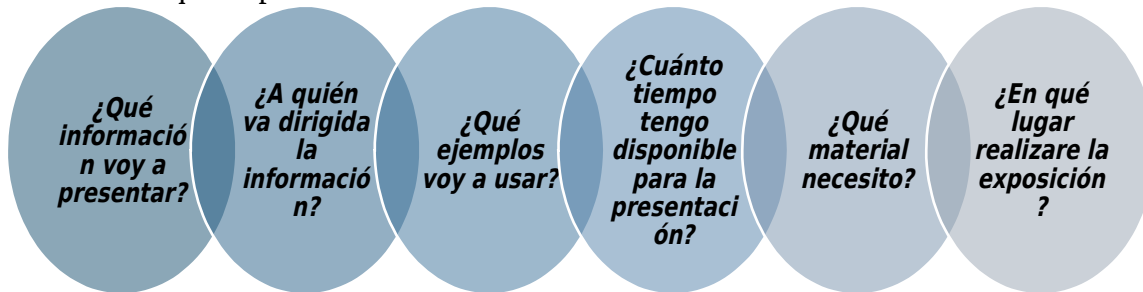 ¿Qué
informació
n voy a
presentar?
¿A quién
va dirigida
la
informació
n?
¿Qué
ejemplos
voy a usar?
¿Cuánto
tiempo
tengo
disponible
para la
presentaci
ón?
¿Qué
material
necesito?
¿En qué
lugar
realizare la
exposición
?